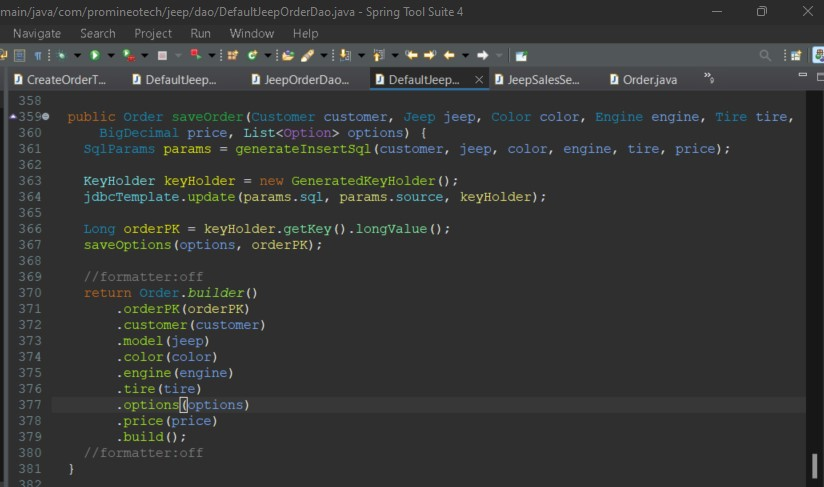 main/java/com/promineotech/jeep/dao/DefaultJeepOrderDao.java - Spring Tool Suite 4
Navigate Search Project Run Window Help
CreateOrderT... DefaultJeep... JeepOrderDao... DefaultJeep... JeepSalesSe... Order.java »9
358
359 public Order saveOrder(Customer customer, Jeep jeep, Color color, Engine engine, Tire tire,
360 BigDecimal price, List<Option> options) {
361 SqlParams params = generateInsertSql(customer, jeep, color, engine, tire, price);
362
363 KeyHolder keyHolder = new GeneratedKeyHolder();
364 jdbcTemplate.update(params.sql, params.source, keyHolder);
365
366 Long orderPK = keyHolder.getKey().longValue();
367 saveOptions(options, orderPK);
368
369 //formatter:off
370 return Order.builder()
371 .orderPK(orderPK)
372 .customer(customer)
373 .model(jeep)
374 .color(color)
375 .engine(engine)
376 .tire(tire)
377 .options(options)
378 .price(price)
379 .build();
380 //formatter:off
381 }
382